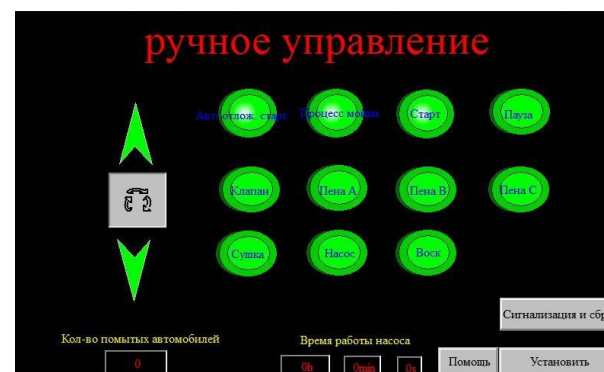 ручное управление
Процесс мойки
Старт
Пауза
Клапан
Пена A
Пена B
Пена C
Сушка
Насос
Воск
Сигнализация и сбр
Кол-во помытых автомобилей
Время работы насоса
0
0h
0min
0s
Помощь
Установить